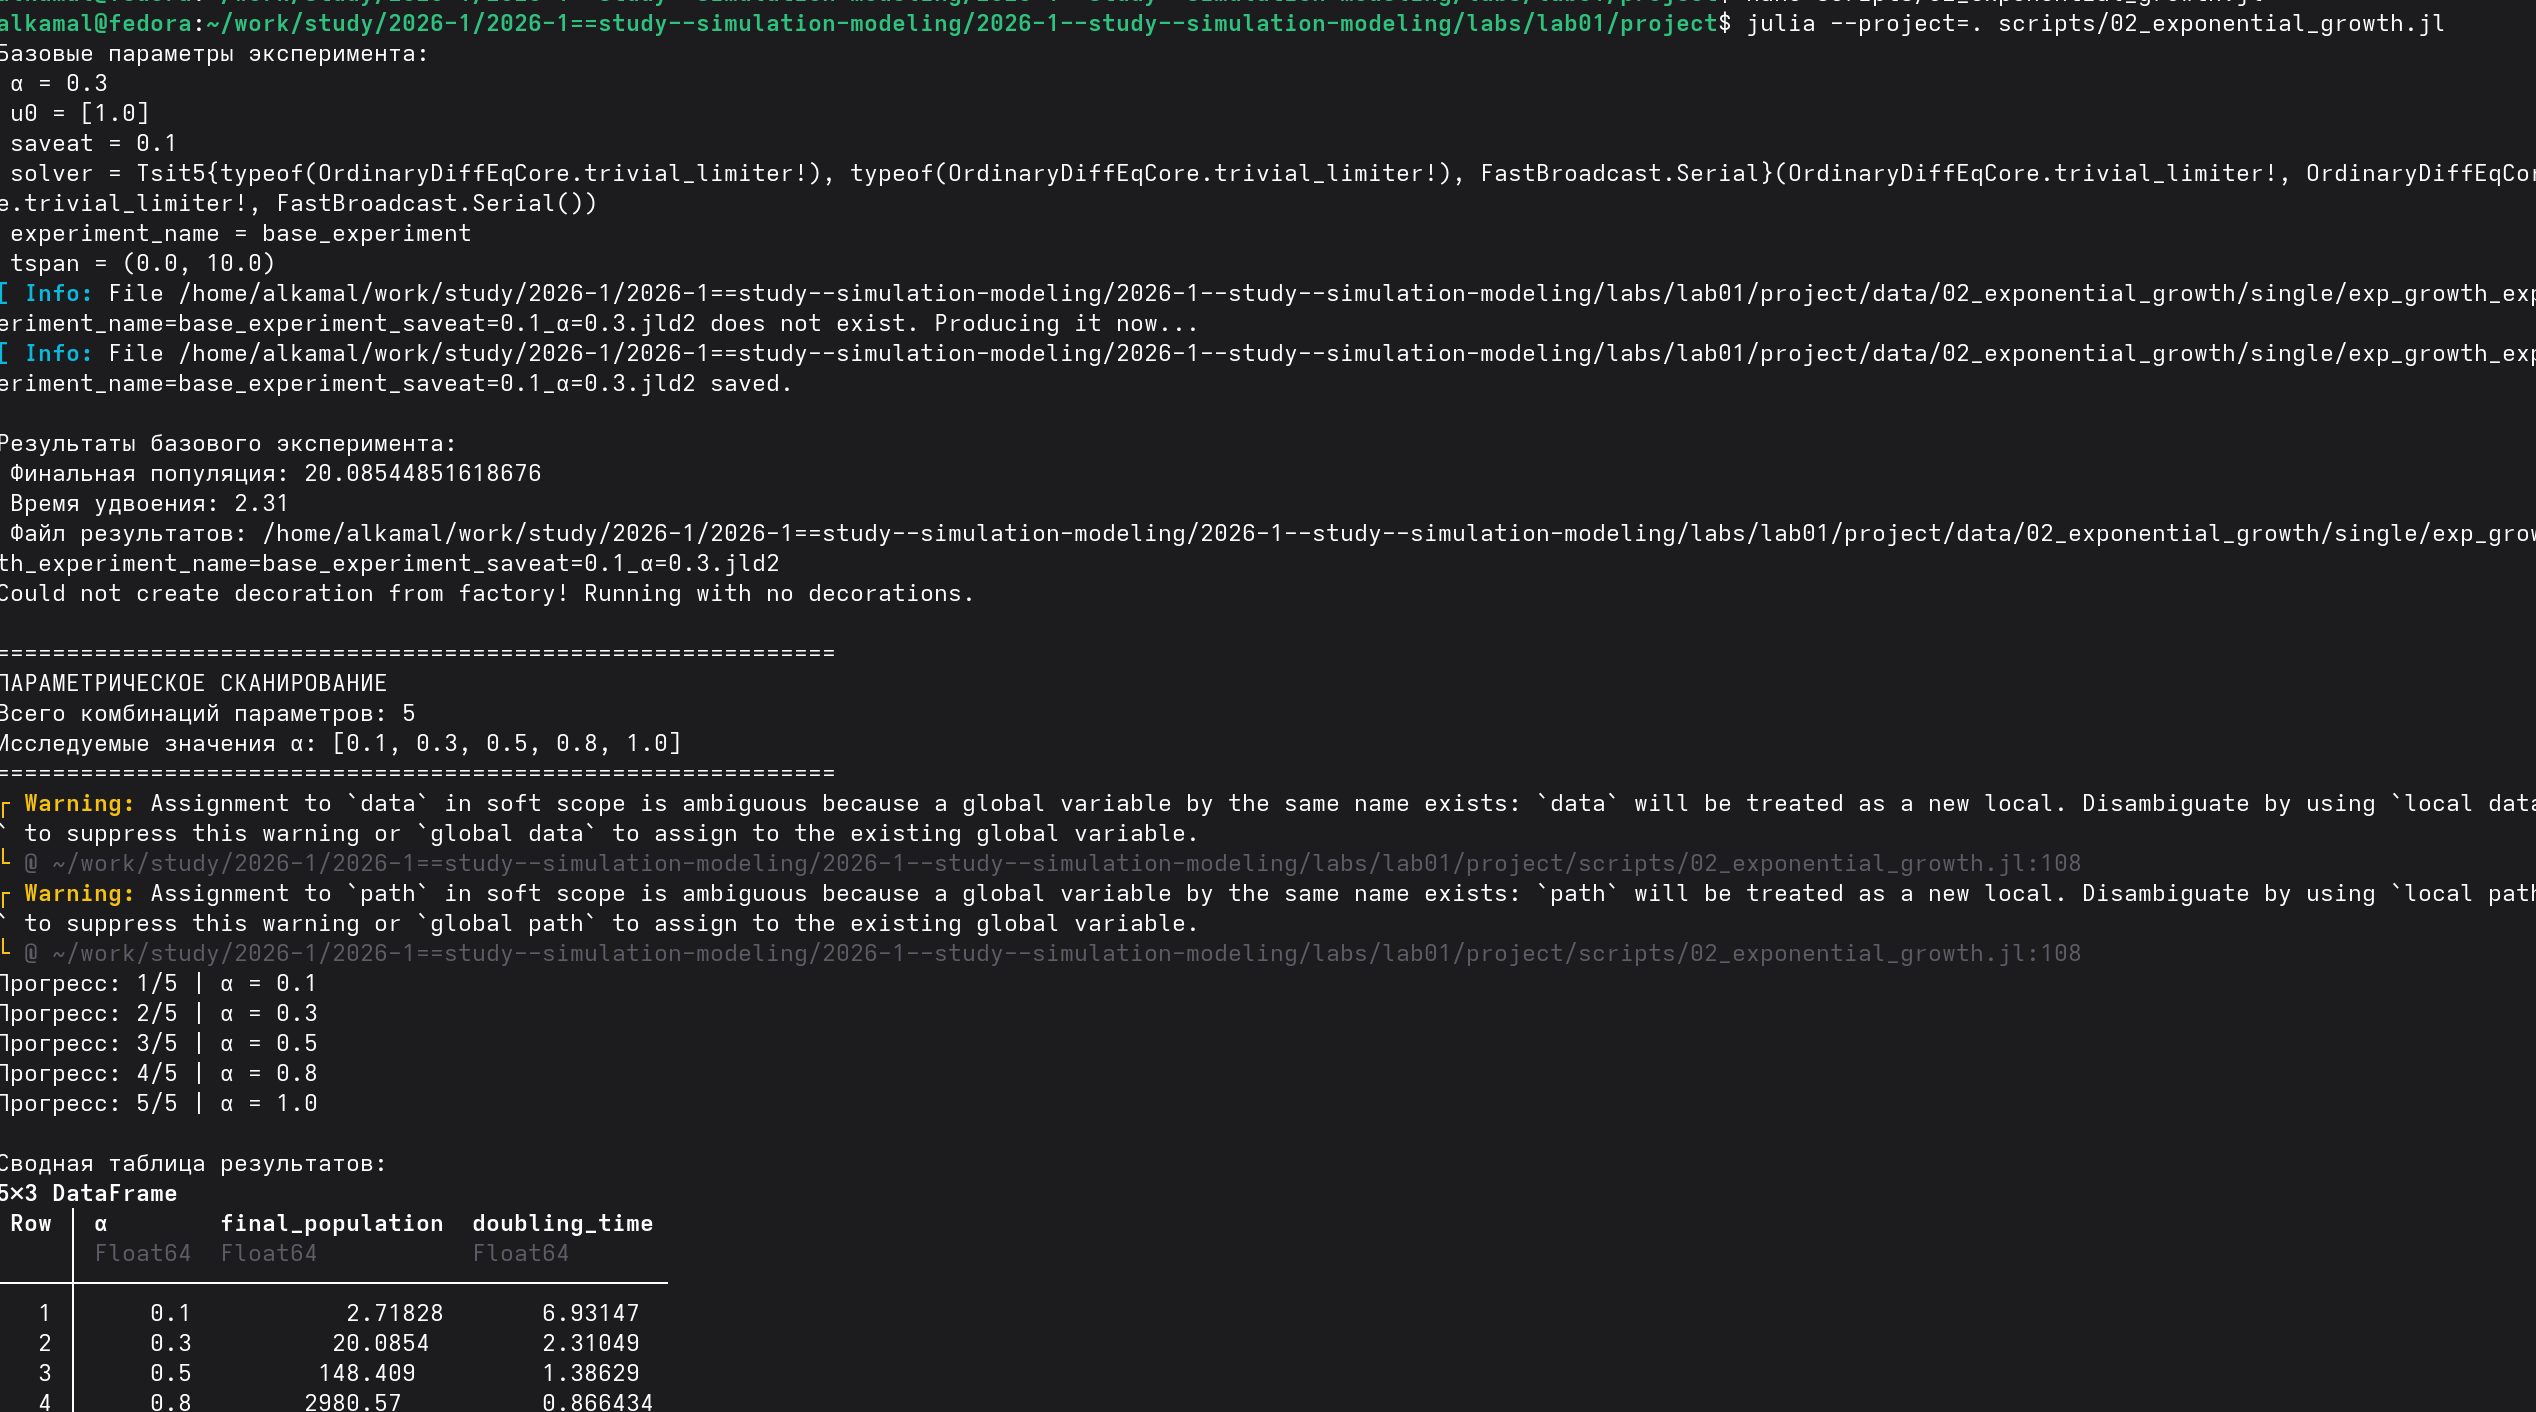 alkamal@fedora:~/work/study/2026-1/2026-1==study--simulation-modeling/2026-1--study--simulation-modeling/labs/lab01/project$ julia --project=. scripts/02_exponential_growth.jl
Базовые параметры эксперимента:
α = 0.3
u0 = [1.0]
saveat = 0.1
solver = Tsit5{typeof(OrdinaryDiffEqCore.trivial_limiter!), typeof(OrdinaryDiffEqCore.trivial_limiter!), FastBroadcast.Serial}(OrdinaryDiffEqCore.trivial_limiter!, OrdinaryDiffEqCor
e.trivial_limiter!, FastBroadcast.Serial())
experiment_name = base_experiment
tspan = (0.0, 10.0)
[ Info: File /home/alkamal/work/study/2026-1/2026-1==study--simulation-modeling/2026-1--study--simulation-modeling/labs/lab01/project/data/02_exponential_growth/single/exp_growth_exp
eriment_name=base_experiment_saveat=0.1_α=0.3.jld2 does not exist. Producing it now...
[ Info: File /home/alkamal/work/study/2026-1/2026-1==study--simulation-modeling/2026-1--study--simulation-modeling/labs/lab01/project/data/02_exponential_growth/single/exp_growth_exp
eriment_name=base_experiment_saveat=0.1_α=0.3.jld2 saved.
Результаты базового эксперимента:
Финальная популяция: 20.08544851618676
Время удвоения: 2.31
Файл результатов: /home/alkamal/work/study/2026-1/2026-1==study--simulation-modeling/2026-1--study--simulation-modeling/labs/lab01/project/data/02_exponential_growth/single/exp_grow
th_experiment_name=base_experiment_saveat=0.1_α=0.3.jld2
Could not create decoration from factory! Running with no decorations.
============================================================
ПАРАМЕТРИЧЕСКОЕ СКАНИРОВАНИЕ
Всего комбинаций параметров: 5
Исследуемые значения α: [0.1, 0.3, 0.5, 0.8, 1.0]
============================================================
┌ Warning: Assignment to `data` in soft scope is ambiguous because a global variable by the same name exists: `data` will be treated as a new local. Disambiguate by using `local data
` to suppress this warning or `global data` to assign to the existing global variable.
└ @ ~/work/study/2026-1/2026-1==study--simulation-modeling/2026-1--study--simulation-modeling/labs/lab01/project/scripts/02_exponential_growth.jl:108
┌ Warning: Assignment to `path` in soft scope is ambiguous because a global variable by the same name exists: `path` will be treated as a new local. Disambiguate by using `local path
` to suppress this warning or `global path` to assign to the existing global variable.
└ @ ~/work/study/2026-1/2026-1==study--simulation-modeling/2026-1--study--simulation-modeling/labs/lab01/project/scripts/02_exponential_growth.jl:108
Прогресс: 1/5 | α = 0.1
Прогресс: 2/5 | α = 0.3
Прогресс: 3/5 | α = 0.5
Прогресс: 4/5 | α = 0.8
Прогресс: 5/5 | α = 1.0
Сводная таблица результатов:
5×3 DataFrame
Row │ α final_population doubling_time
│ Float64 Float64 Float64
1 │ 0.1 2.71828 6.93147
2 │ 0.3 20.0854 2.31049
3 │ 0.5 148.409 1.38629
4 │ 0.8 2980.57 0.866434